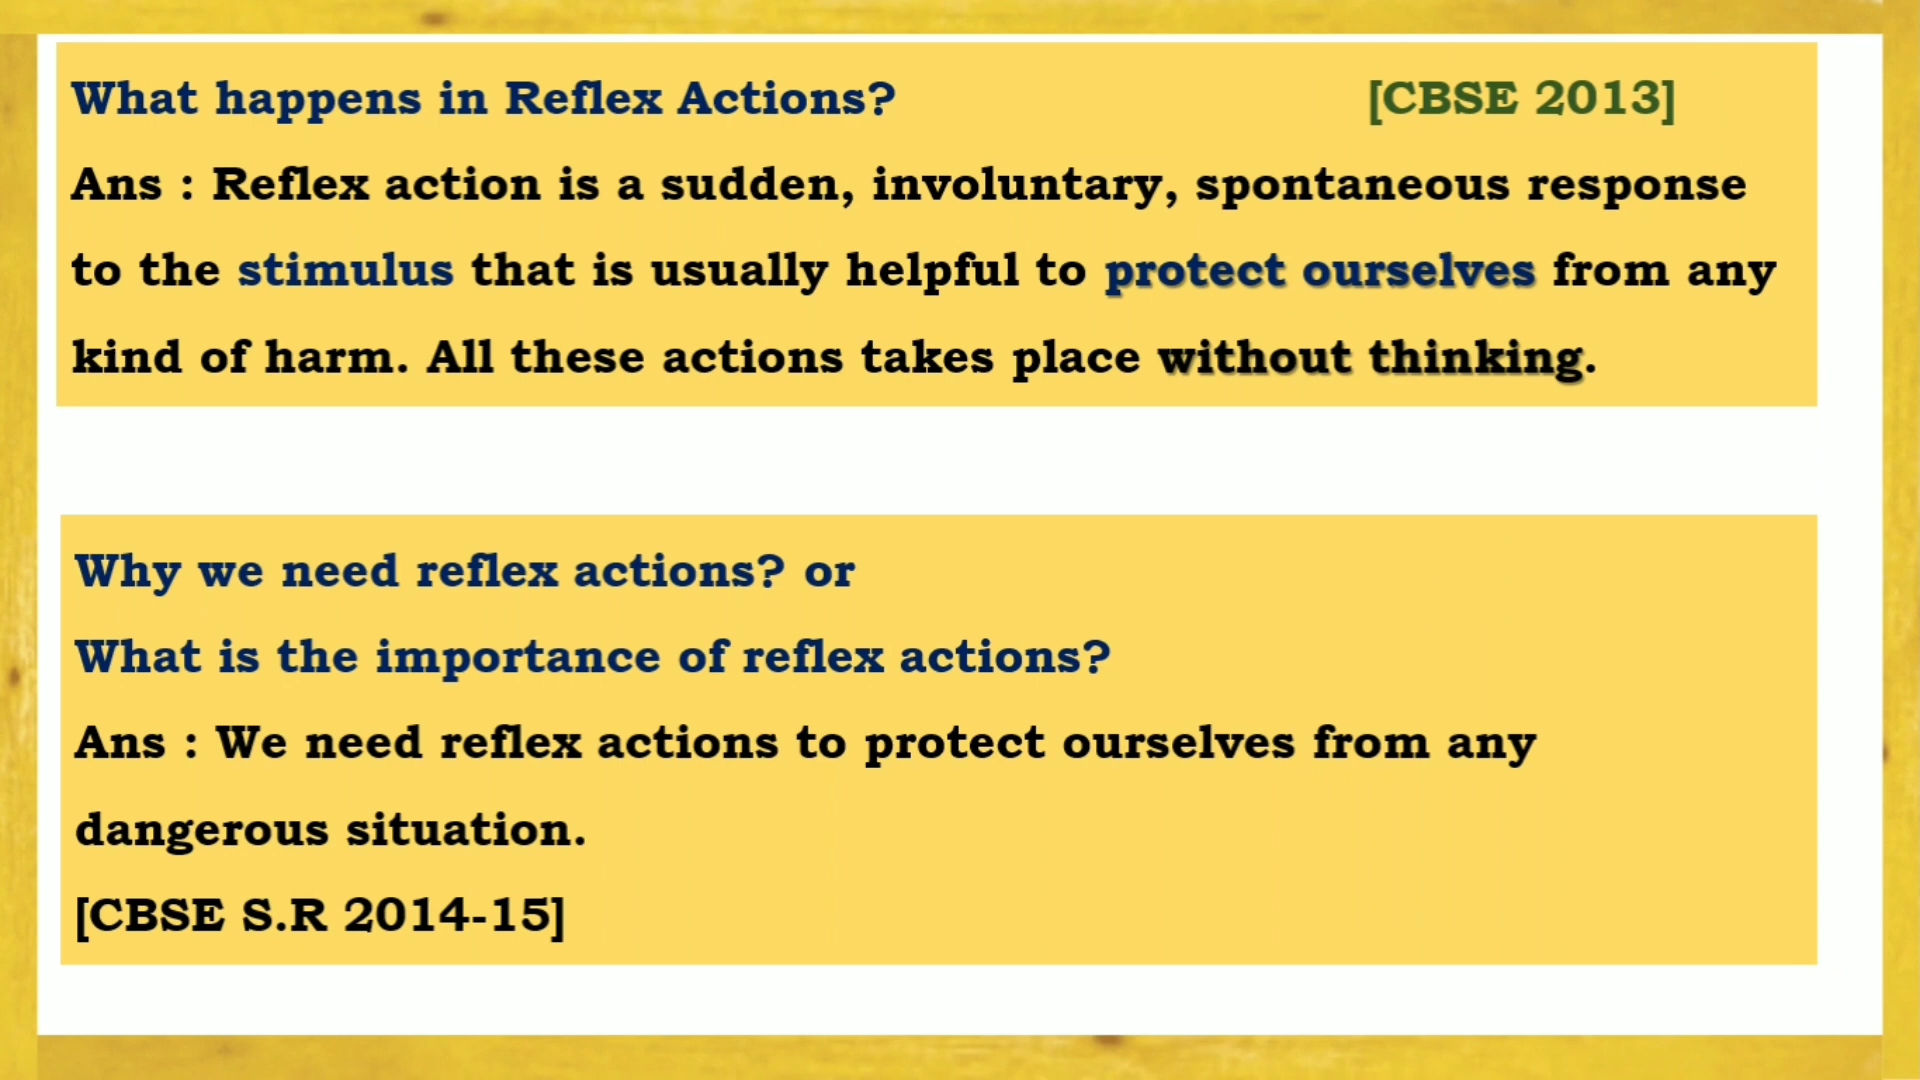 What happens in Reflex Actions? [CBSE 2013]
Ans : Reflex action is a sudden, involuntary, spontaneous response
to the stimulus that is usually helpful to protect ourselves from any
kind of harm. All these actions takes place without thinking.
Why we need reflex actions? or
What is the importance of reflex actions?
Ans : We need reflex actions to protect ourselves from any
dangerous situation.
[CBSE S.R 2014-15]